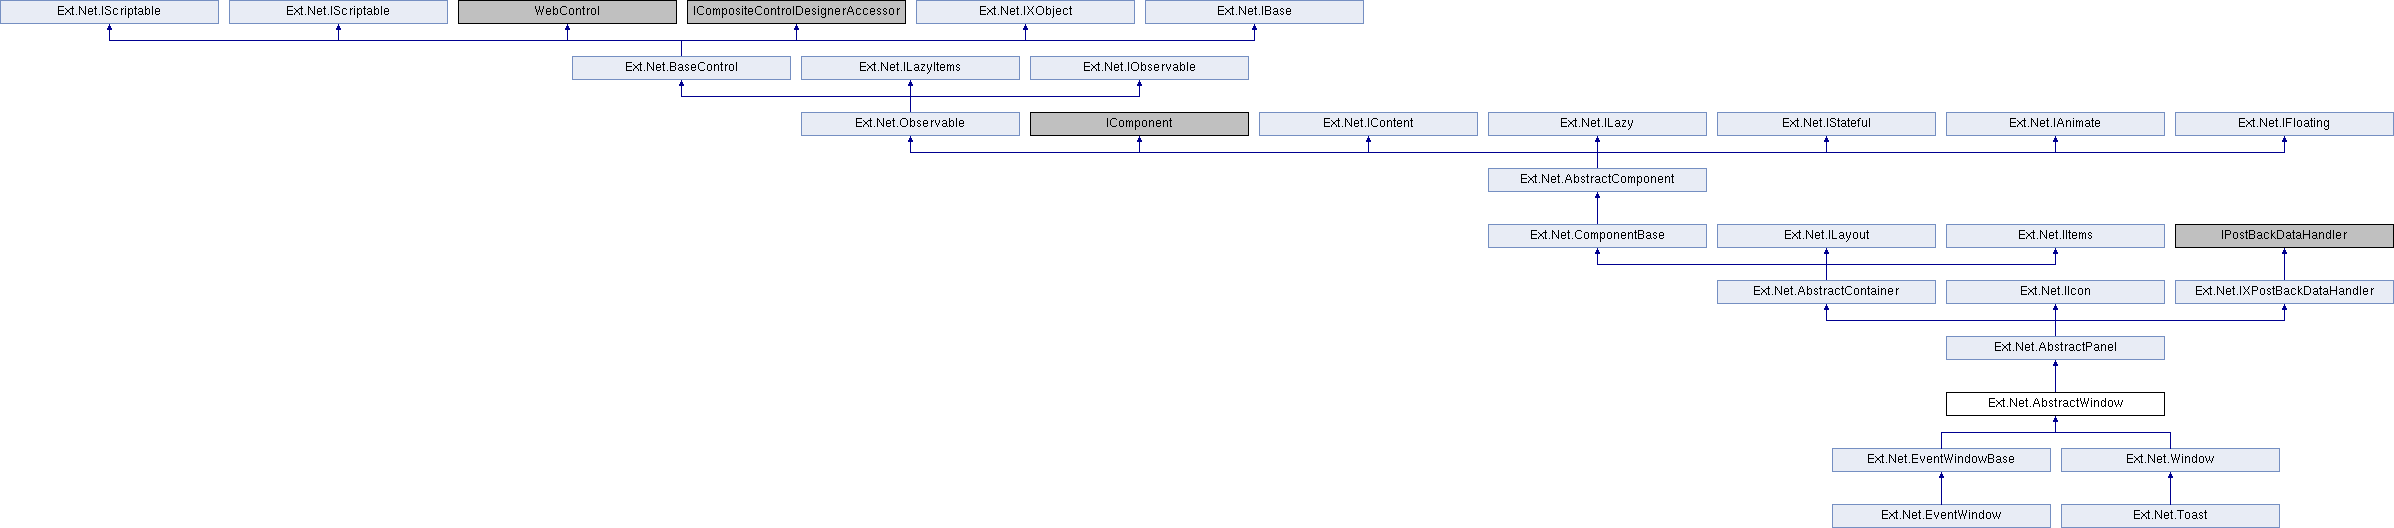 Ext.Net.IScriptable
Ext.Net.IScriptable
WebControl
ICompositeControlDesignerAccessor
Ext.Net.IXObject
Ext.Net.IBase
Ext.Net.BaseControl
Ext.Net.ILazyItems
Ext.Net.IObservable
Ext.Net.Observable
IComponent
Ext.Net.IContent
Ext.Net.ILazy
Ext.Net.IStateful
Ext.Net.IAnimate
Ext.Net.IFloating
Ext.Net.AbstractComponent
Ext.Net.ComponentBase
Ext.Net.ILayout
Ext.Net.IItems
IPostBackDataHandler
Ext.Net.AbstractContainer
Ext.Net.IIcon
Ext.Net.IXPostBackDataHandler
Ext.Net.AbstractPanel
Ext.Net.AbstractWindow
Ext.Net.EventWindowBase
Ext.Net.Window
Ext.Net.EventWindow
Ext.Net.Toast